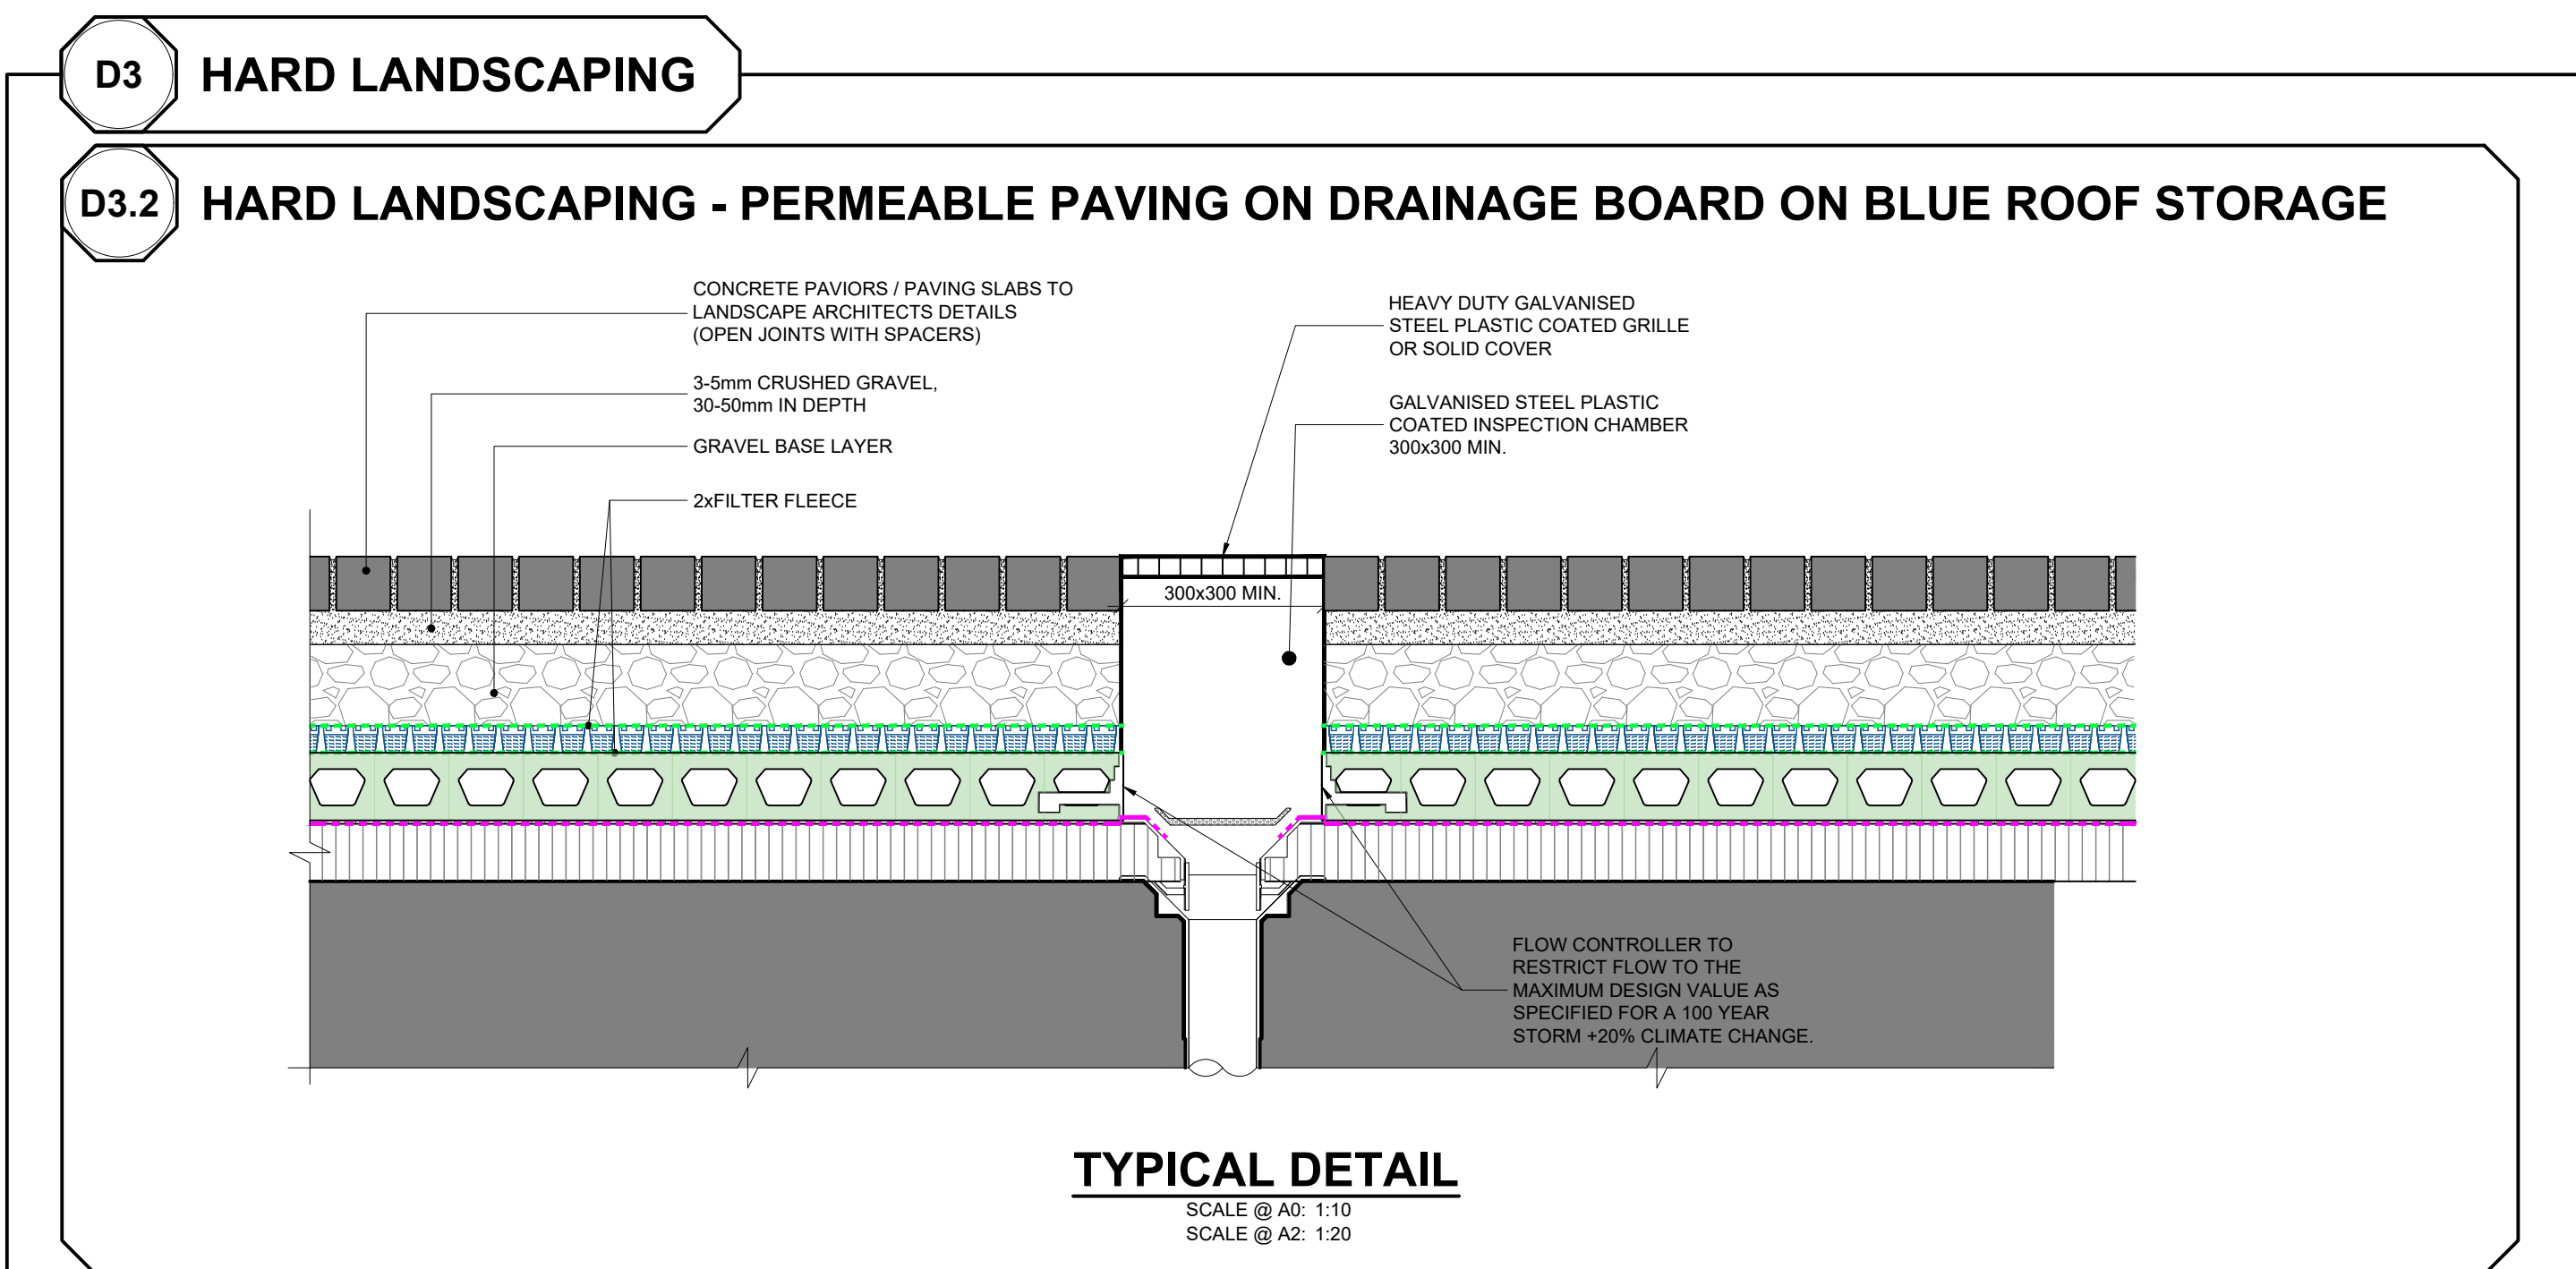 D3
HARD LANDSCAPING
D3.2
HARD LANDSCAPING - PERMEABLE PAVING ON DRAINAGE BOARD ON BLUE ROOF STORAGE
CONCRETE PAVIORS / PAVING SLABS TO
LANDSCAPE ARCHITECTS DETAILS
(OPEN JOINTS WITH SPACERS)
3-5mm CRUSHED GRAVEL,
30-50mm IN DEPTH
GRAVEL BASE LAYER
2xFILTER FLEECE
HEAVY DUTY GALVANISED
STEEL PLASTIC COATED GRILLE
OR SOLID COVER
GALVANISED STEEL PLASTIC
COATED INSPECTION CHAMBER
300x300 MIN.
300x300 MIN.
FLOW CONTROLLER TO
RESTRICT FLOW TO THE
MAXIMUM DESIGN VALUE AS
SPECIFIED FOR A 100 YEAR
STORM +20% CLIMATE CHANGE.
TYPICAL DETAIL
SCALE @ A0: 1:10
SCALE @ A2: 1:20